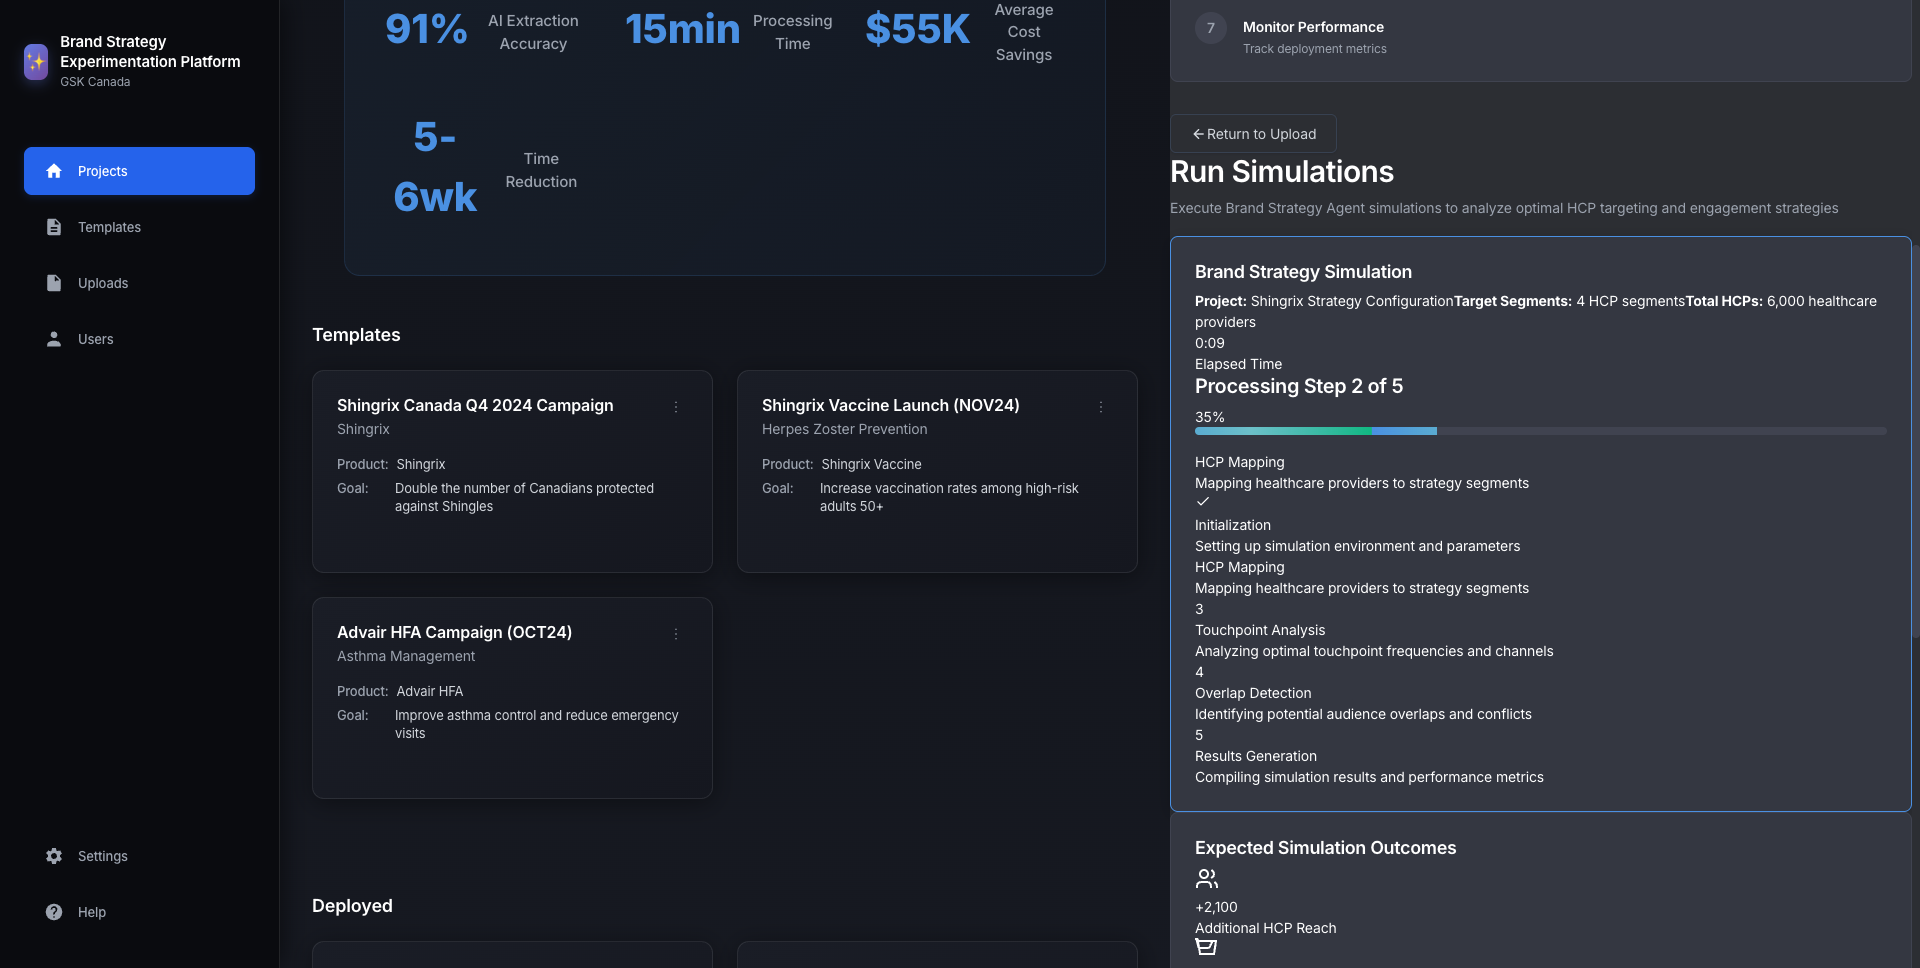 Brand Strategy
Experimentation Platform
GSK Canada
Projects
Templates
Uploads
Users
Settings
Help
91%
AI Extraction
Accuracy
15min
Processing
Time
$55K
Average
Cost
Savings
5-
6wk
Time
Reduction
Templates
Shingrix Canada Q4 2024 Campaign
Shingrix
Product: Shingrix
Goal: Double the number of Canadians protected
against Shingles
Shingrix Vaccine Launch (NOV24)
Herpes Zoster Prevention
Product: Shingrix Vaccine
Goal: Increase vaccination rates among high-risk
adults 50+
Advair HFA Campaign (OCT24)
Asthma Management
Product: Advair HFA
Goal: Improve asthma control and reduce emergency
visits
Deployed
7
Monitor Performance
Track deployment metrics
Return to Upload
Run Simulations
Execute Brand Strategy Agent simulations to analyze optimal HCP targeting and engagement strategies
Brand Strategy Simulation
Project: Shingrix Strategy ConfigurationTarget Segments: 4 HCP segmentsTotal HCPs: 6,000 healthcare
providers
0:09
Elapsed Time
Processing Step 2 of 5
35%
HCP Mapping
Mapping healthcare providers to strategy segments
Initialization
Setting up simulation environment and parameters
HCP Mapping
Mapping healthcare providers to strategy segments
3
Touchpoint Analysis
Analyzing optimal touchpoint frequencies and channels
4
Overlap Detection
Identifying potential audience overlaps and conflicts
5
Results Generation
Compiling simulation results and performance metrics
Expected Simulation Outcomes
+2,100
Additional HCP Reach